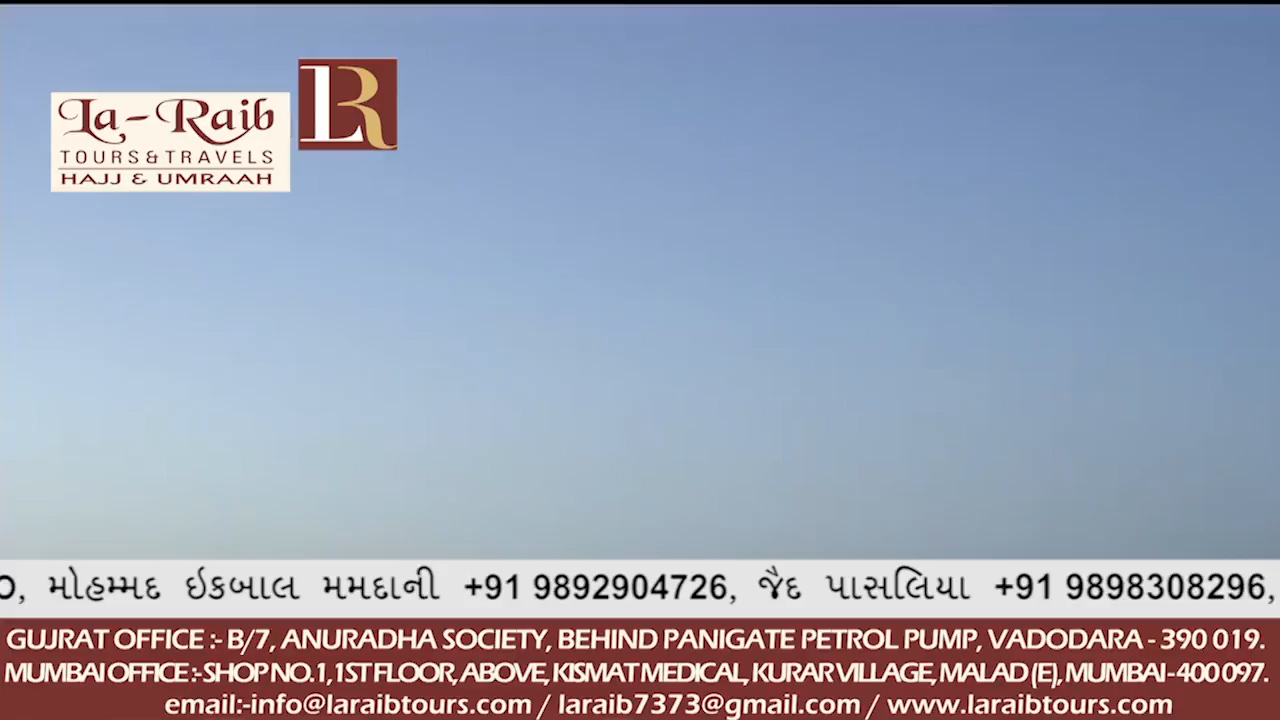 La-Raib
TOURS & TRAVELS
HAJJ & UMRAAH
LR
મોહમ્મદ ઇકબાલ મમદાની +91 9892904726, જૈદ પાસલિયા +91 9898308296,
GUJRAT OFFICE :- B/7, ANURADHA SOCIETY, BEHIND PANIGATE PETROL PUMP, VADODARA - 390 019.
MUMBAI OFFICE :- SHOP NO. 1, 1ST FLOOR, ABOVE, KISMAT MEDICAL, KURAR VILLAGE, MALAD (E), MUMBAI - 400 097.
email:-info@laraibtours.com / laraib7373@gmail.com / www.laraibtours.com